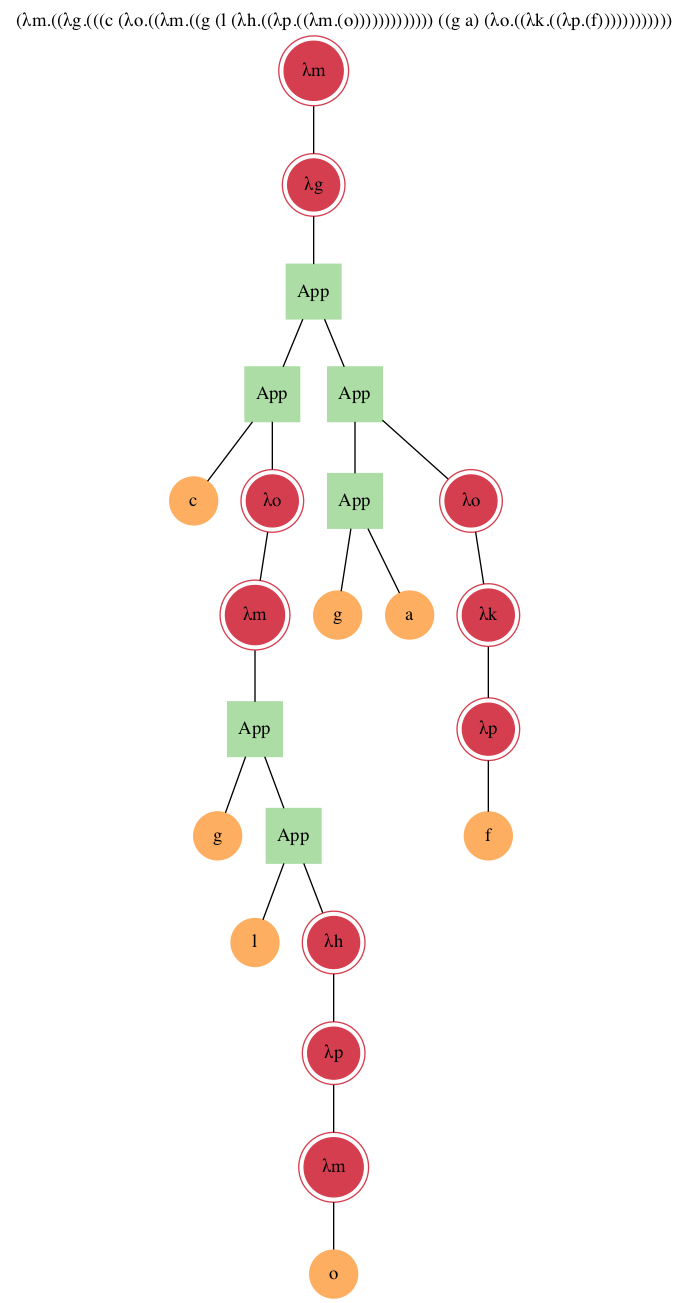 (λm.((λg.(((c (λo.((λm.((g (l (λh.((λp.((λm.(o))))))))))))) ((g a) (λo.((λk.((λp.(f))))))))))))
λm
λg
App
App App
c λo App λo
λm g a λk
App λp
g App f
l λh
λp
λm
o